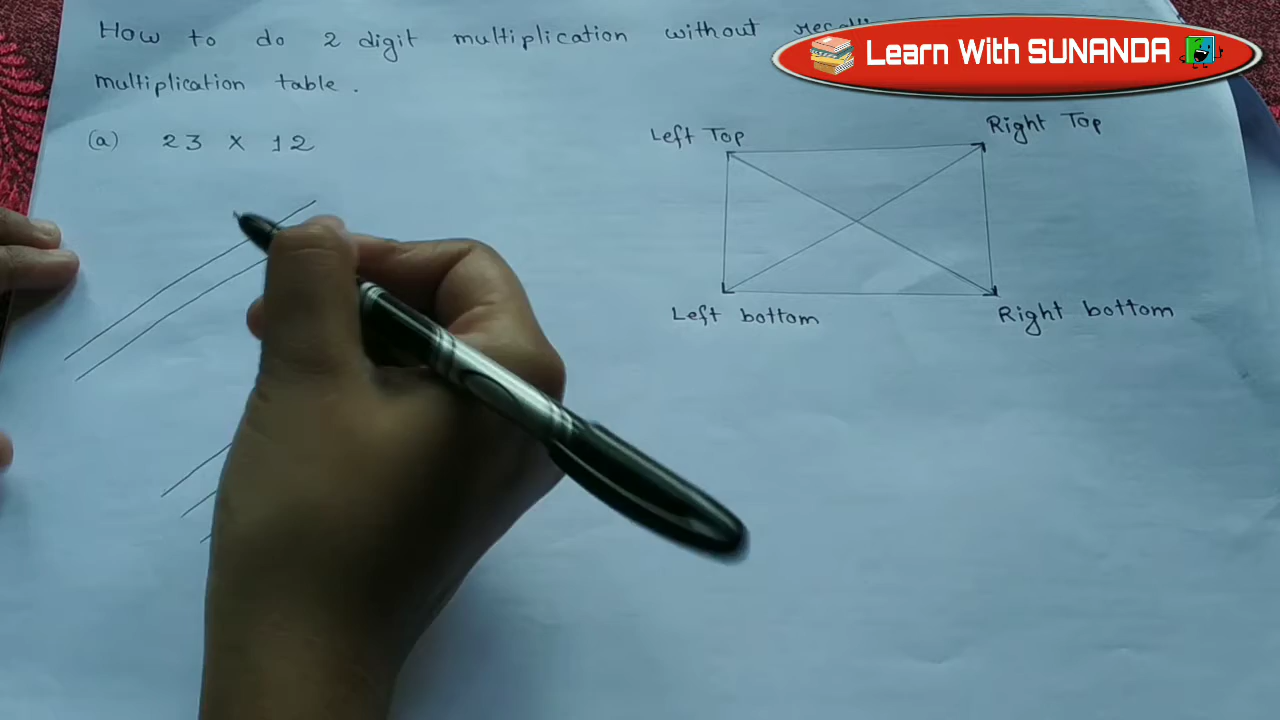 How to do 2 digit multiplication without
multiplication table.
Learn With SUNANDA
(a) 23 x 12
Left Top
Right Top
Left bottom
Right bottom